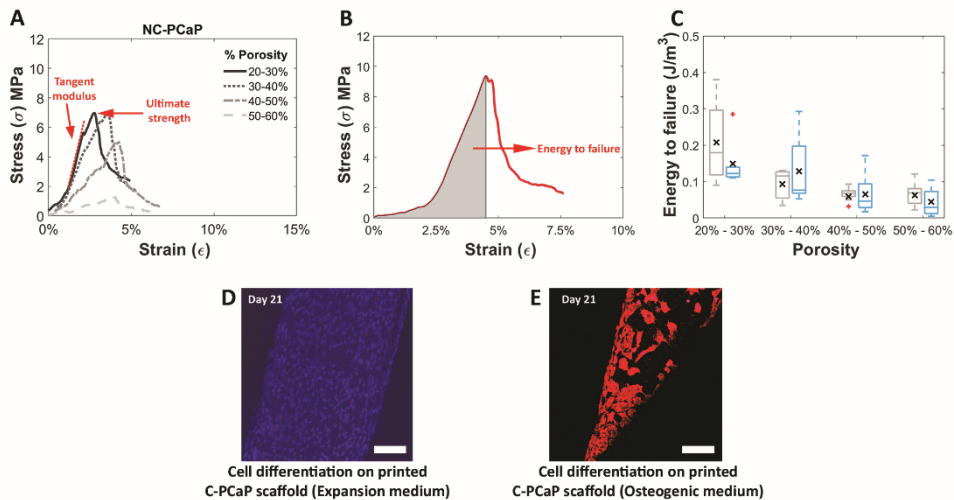 A
NC-PCaP
Stress (σ) MPa
12
10
8
6
4
2
0
0%
5%
10%
15%
Strain (ϵ)
% Porosity
20-30%
30-40%
40-50%
50-60%
Tangent
modulus
Ultimate
strength
B
Stress (σ) MPa
12
10
8
6
4
2
0
0%
2.5%
5%
7.5%
10%
Strain (ϵ)
Energy to failure
C
Energy to failure (J/m³)
0.5
0.4
0.3
0.2
0.1
0
20% - 30%
30% - 40%
40% - 50%
50% - 60%
Porosity
D
Day 21
Cell differentiation on printed
C-PCaP scaffold (Expansion medium)
E
Day 21
Cell differentiation on printed
C-PCaP scaffold (Osteogenic medium)